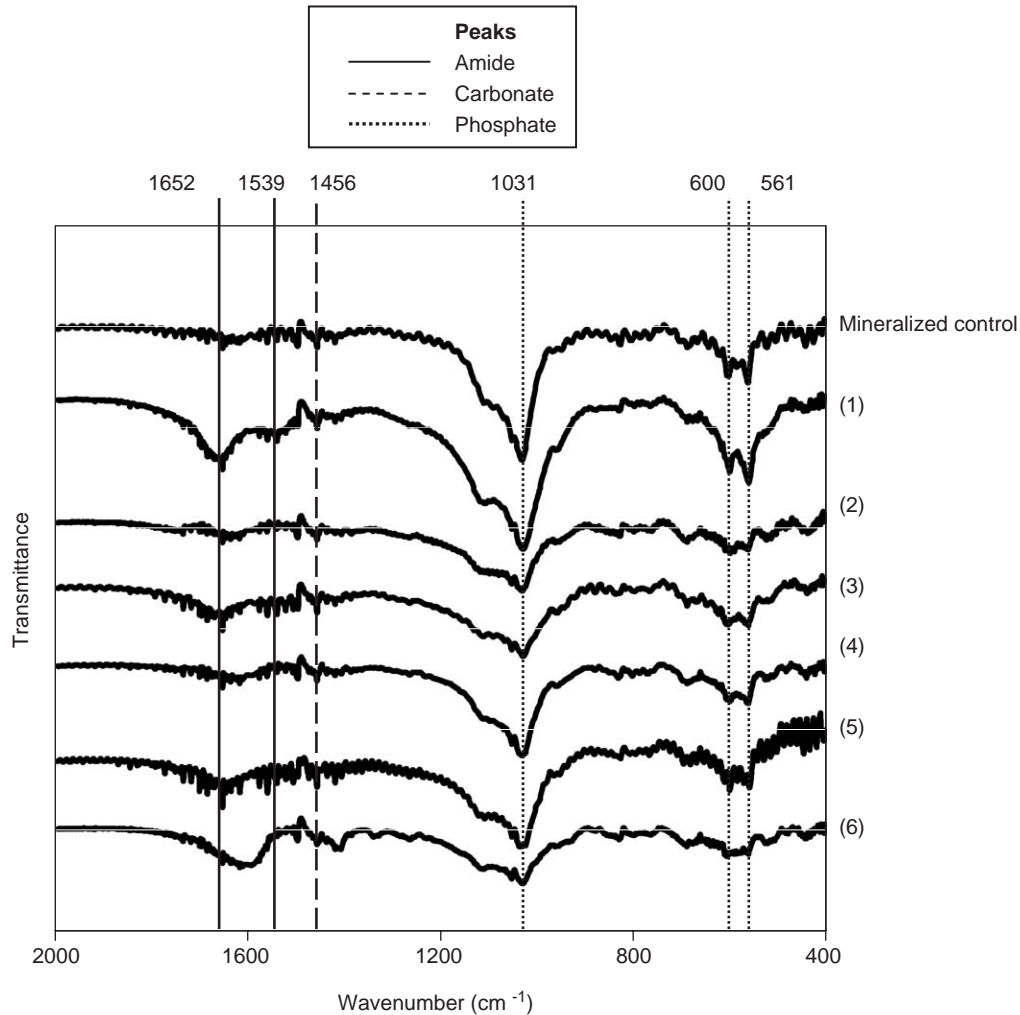 Peaks
Amide
Carbonate
Phosphate
1652 1539 1456 1031 600 561
Mineralized control
(1)
(2)
(3)
(4)
(5)
(6)
Transmittance
2000 1600 1200 800 400
Wavenumber (cm -1)